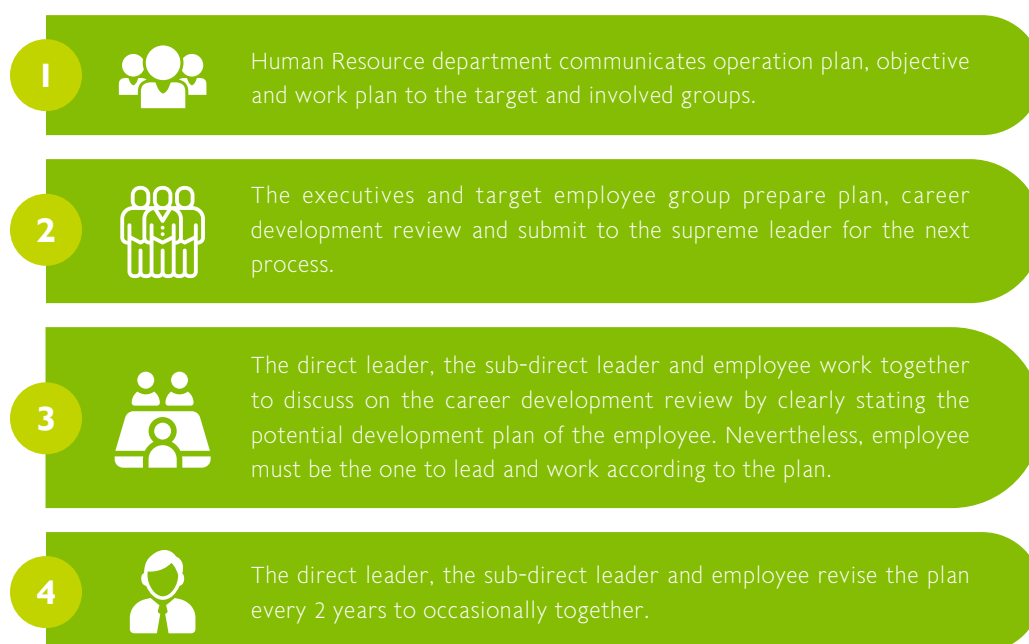 1
Human Resource department communicates operation plan, objective
and work plan to the target and involved groups.
2
The executives and target employee group prepare plan, career
development review and submit to the supreme leader for the next
process.
3
The direct leader, the sub-direct leader and employee work together
to discuss on the career development review by clearly stating the
potential development plan of the employee. Nevertheless, employee
must be the one to lead and work according to the plan.
4
The direct leader, the sub-direct leader and employee revise the plan
every 2 years to occasionally together.